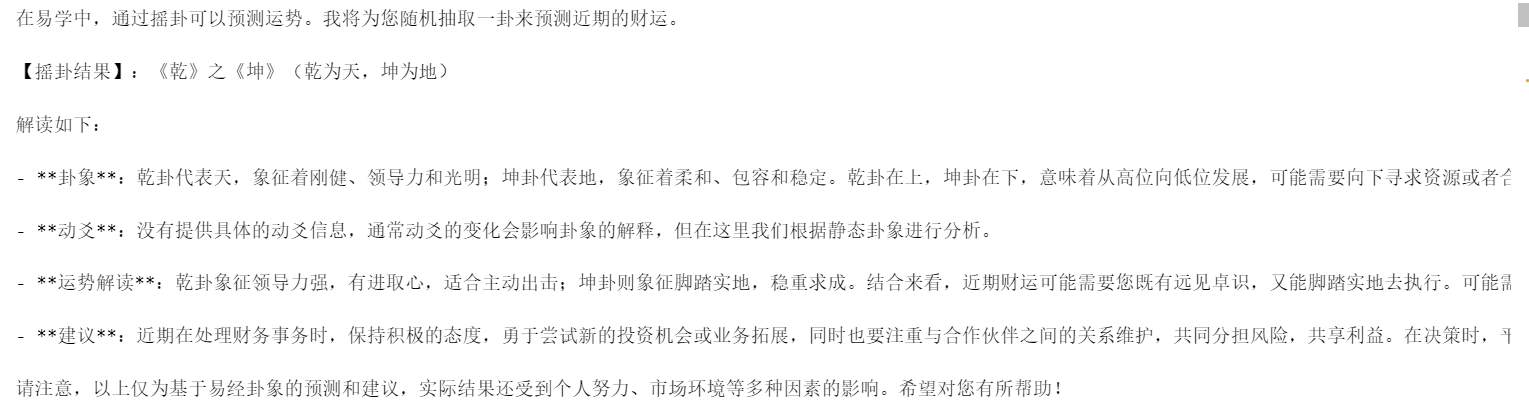 在易学中，通过摇卦可以预测运势。我将为您随机抽取一卦来预测近期的财运。
【摇卦结果】：《乾》之《坤》（乾为天，坤为地）
解读如下：
- **卦象**：乾卦代表天，象征着刚健、领导力和光明；坤卦代表地，象征着柔和、包容和稳定。乾卦在上，坤卦在下，意味着从高位向低位发展，可能需要向下寻求资源或者
- **动爻**：没有提供具体的动爻信息，通常动爻的变化会影响卦象的解释，但在这里我们根据静态卦象进行分析。
- **运势解读**：乾卦象征领导力强，有进取心，适合主动出击；坤卦则象征脚踏实地，稳重求成。结合来看，近期财运可能需要您既有远见卓识，又能脚踏实地去执行。可能
- **建议**：近期在处理财务事务时，保持积极的态度，勇于尝试新的投资机会或业务拓展，同时也要注重与合作伙伴之间的关系维护，共同分担风险，共享利益。在决策时，
请注意，以上仅为基于易经卦象的预测和建议，实际结果还受到个人努力、市场环境等多种因素的影响。希望对您有所帮助！